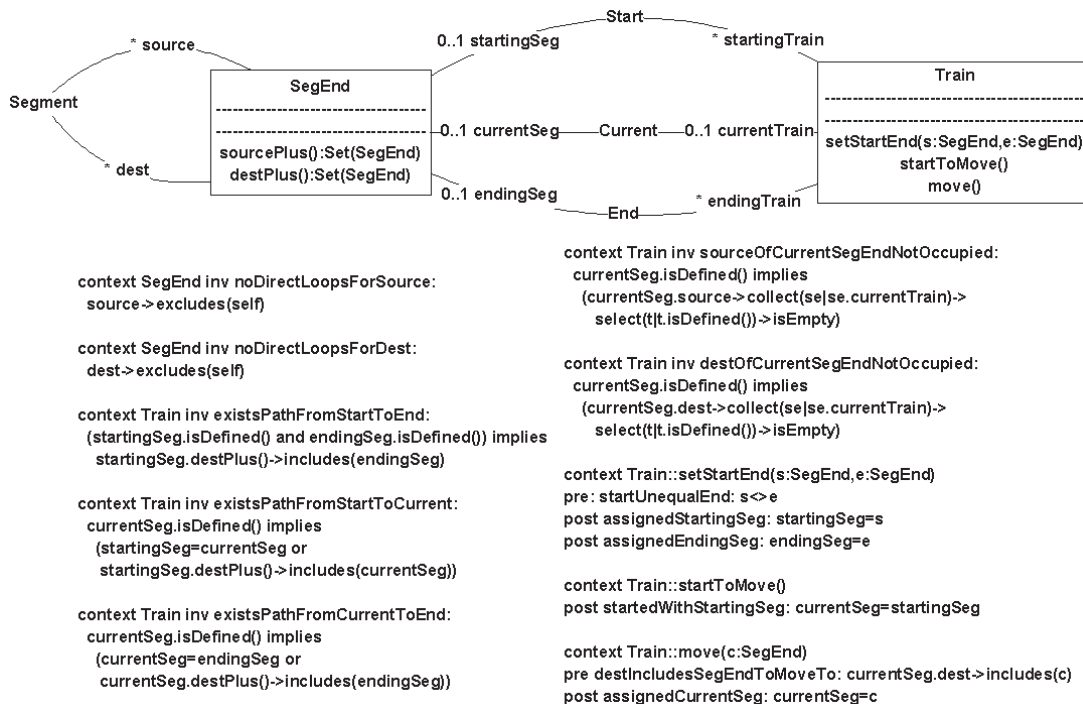 Start
* source
0..1 startingSeg
* startingTrain
SegEnd
Train
Segment
0..1 currentSeg
Current
0..1 currentTrain
sourcePlus():Set(SegEnd)
destPlus():Set(SegEnd)
setStartEnd(s:SegEnd,e:SegEnd)
startToMove()
move()
* dest
0..1 endingSeg
End
* endingTrain
context SegEnd inv noDirectLoopsForSource:
source->excludes(self)
context SegEnd inv noDirectLoopsForDest:
dest->excludes(self)
context Train inv existsPathFromStartToEnd:
(startingSeg.isDefined() and endingSeg.isDefined()) implies
startingSeg.destPlus()->includes(endingSeg)
context Train inv existsPathFromStartToCurrent:
currentSeg.isDefined() implies
(startingSeg=currentSeg or
startingSeg.destPlus()->includes(currentSeg))
context Train inv existsPathFromCurrentToEnd:
currentSeg.isDefined() implies
(currentSeg=endingSeg or
currentSeg.destPlus()->includes(endingSeg))
context Train inv sourceOfCurrentSegEndNotOccupied:
currentSeg.isDefined() implies
(currentSeg.source->collect(se|se.currentTrain)->
select(t|t.isDefined())->isEmpty)
context Train inv destOfCurrentSegEndNotOccupied:
currentSeg.isDefined() implies
(currentSeg.dest->collect(se|se.currentTrain)->
select(t|t.isDefined())->isEmpty)
context Train::setStartEnd(s:SegEnd,e:SegEnd)
pre: startUnequalEnd: s<>e
post assignedStartingSeg: startingSeg=s
post assignedEndingSeg: endingSeg=e
context Train::startToMove()
post startedWithStartingSeg: currentSeg=startingSeg
context Train::move(c:SegEnd)
pre destIncludesSegEndToMoveTo: currentSeg.dest->includes(c)
post assignedCurrentSeg: currentSeg=c